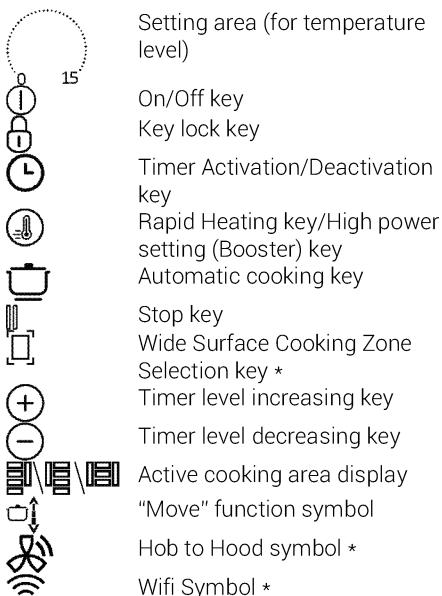 Setting area (for temperature
level)
0 15
On/Off key
Key lock key
Timer Activation/Deactivation
key
Rapid Heating key/High power
setting (Booster) key
Automatic cooking key
Stop key
Wide Surface Cooking Zone
Selection key *
Timer level increasing key
Timer level decreasing key
Active cooking area display
“Move” function symbol
Hob to Hood symbol *
Wifi Symbol *